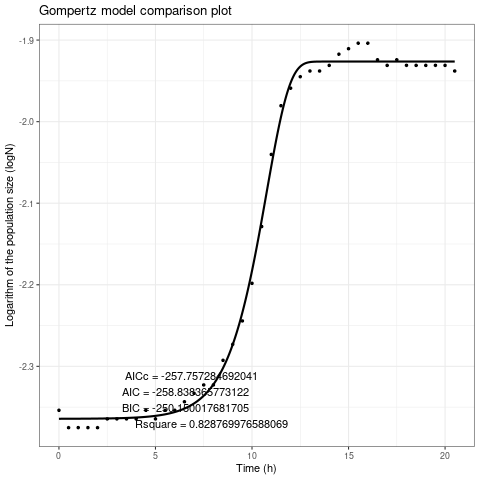 Gompertz model comparison plot
Logarithm of the population size (logN)
-1.9
-2.0
-2.1
-2.2
-2.3
AICc = -257.757284692041
AIC = -258.838365773122
BIC = -250.150017681705
Rsquare = 0.828769976588069
0 5 10 15 20
Time (h)